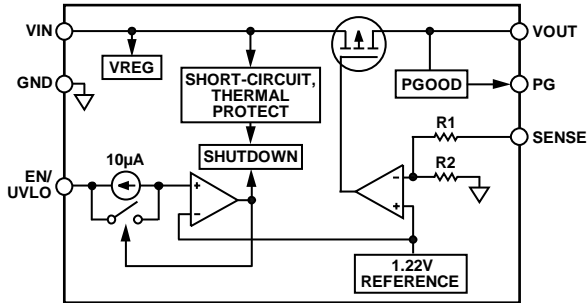 VIN
VOUT
VREG
GND
SHORT-CIRCUIT,
THERMAL
PROTECT
PGOOD
PG
R1
SENSE
10µA
SHUTDOWN
R2
EN/
UVLO
+
–
–
+
1.22V
REFERENCE